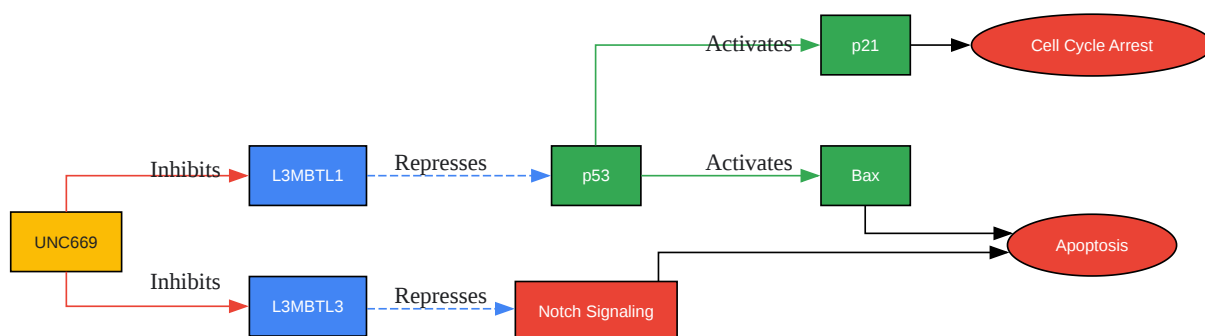 Activates
p21
Cell Cycle Arrest
Inhibits
L3MBTL1
Represses
p53
Activates
Bax
UNC669
Apoptosis
Inhibits
L3MBTL3
Represses
Notch Signaling